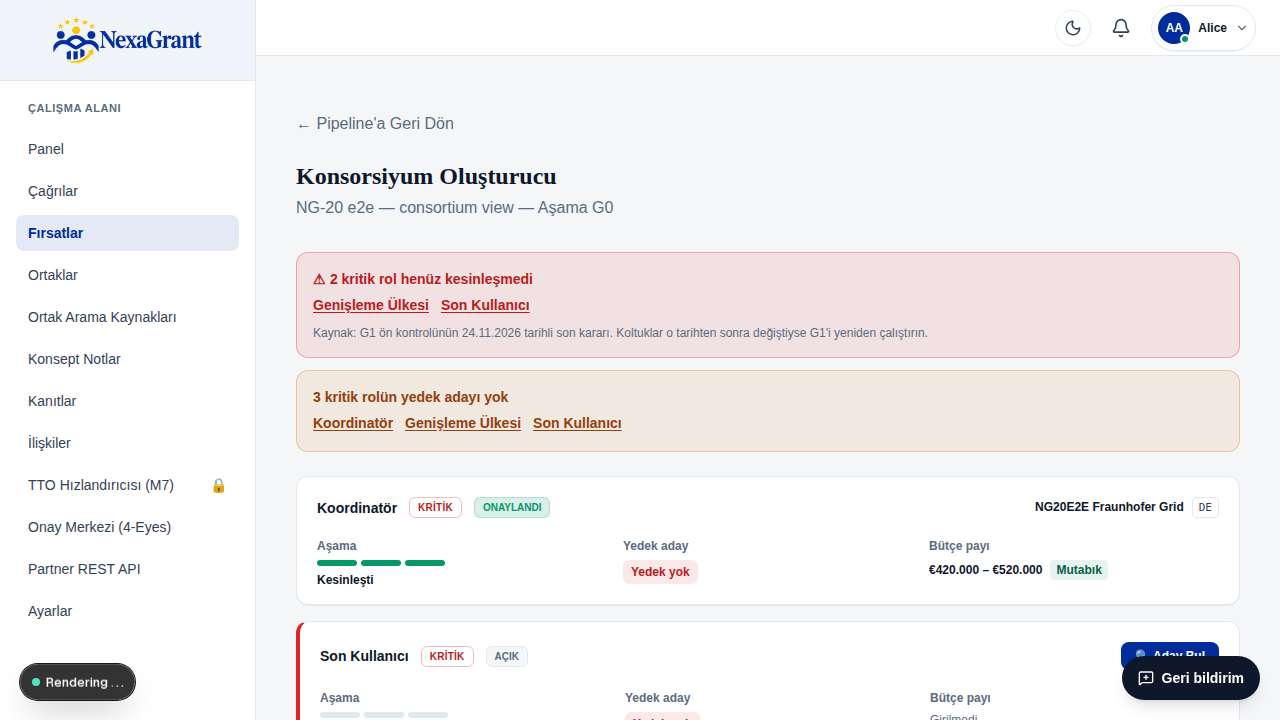 NexaGrant
AA
Alice
ÇALIŞMA ALANI
Panel
Çağrılar
Fırsatlar
Ortaklar
Ortak Arama Kaynakları
Konsept Notlar
Kanıtlar
İlişkiler
TTO Hızlandırıcısı (M7)
Onay Merkezi (4-Eyes)
Partner REST API
Ayarlar
Rendering ...
← Pipeline'a Geri Dön
Konsorsiyum Oluşturucu
NG-20 e2e — consortium view — Aşama G0
⚠ 2 kritik rol henüz kesinleşmedi
Genişleme Ülkesi Son Kullanıcı
Kaynak: G1 ön kontrolünün 24.11.2026 tarihli son kararı. Koltuklar o tarihten sonra değiştiyse G1'i yeniden çalıştırın.
3 kritik rolün yedek adayı yok
Koordinatör Genişleme Ülkesi Son Kullanıcı
Koordinatör KRİTİK ONAYLANDI NG20E2E Fraunhofer Grid DE
Aşama Yedek aday Bütçe payı
Kesinleşti Yedek yok €420.000 – €520.000 Mutabık
Son Kullanıcı KRİTİK AÇIK
Aşama Yedek aday Bütçe payı
Girilmedi
Geri bildirim